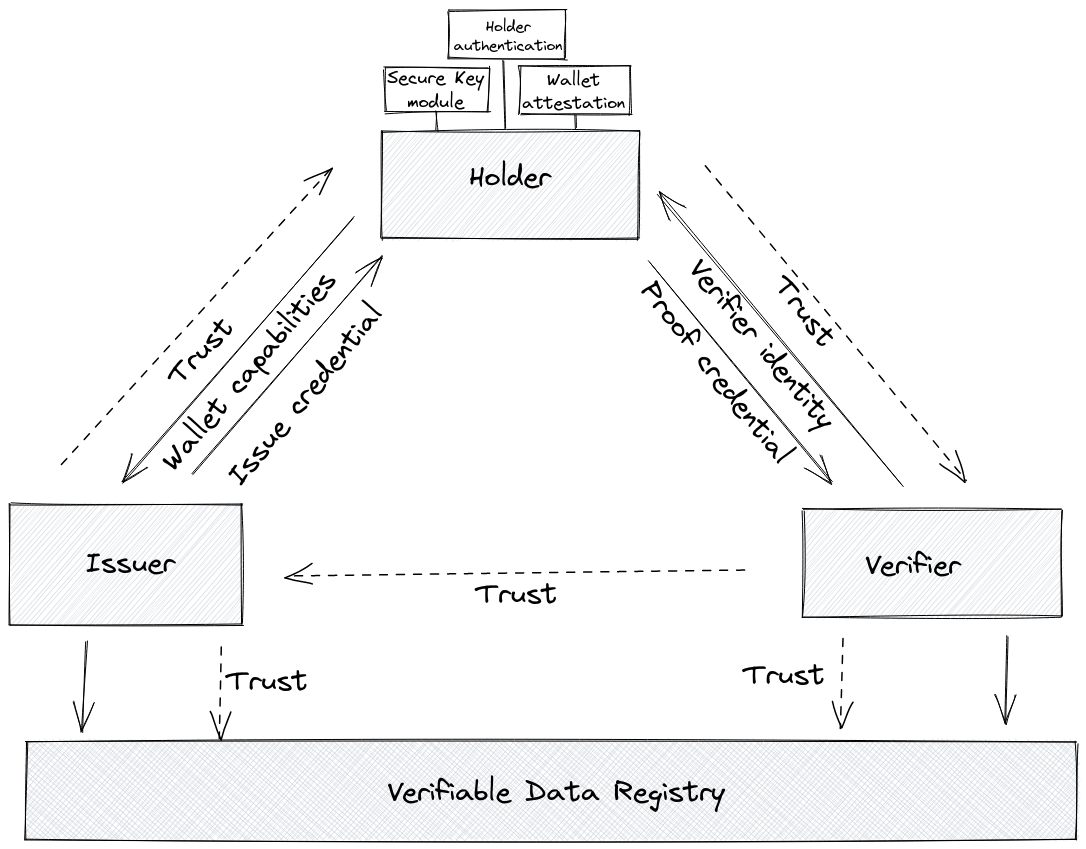 Holder
authentication
Secure Key
module
Wallet
attestation
Holder
Trust
Wallet capabilities
Issue credential
Proof credential
Verifier identity
Trust
Issuer
Verifier
Trust
Trust
Trust
Verifiable Data Registry